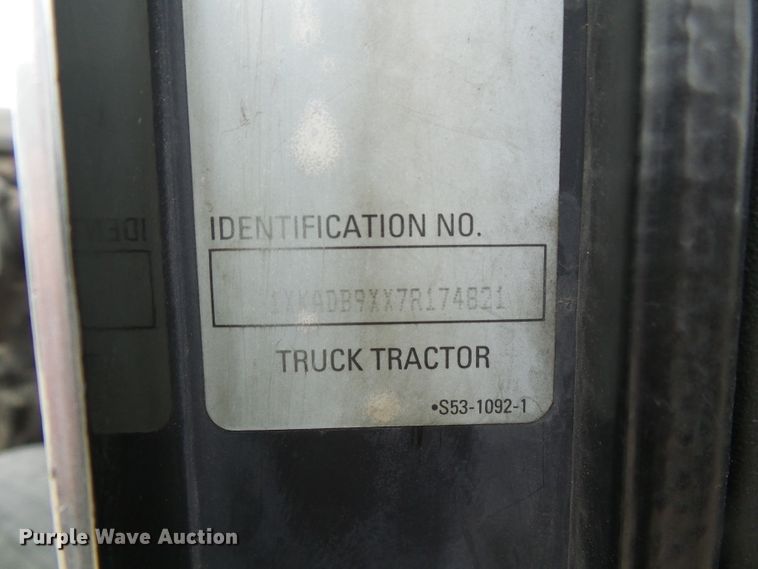 IDENTIFICATION NO.
1XKADB9XX7R174821
TRUCK TRACTOR
•S53-1092-1
Purple Wave Auction®